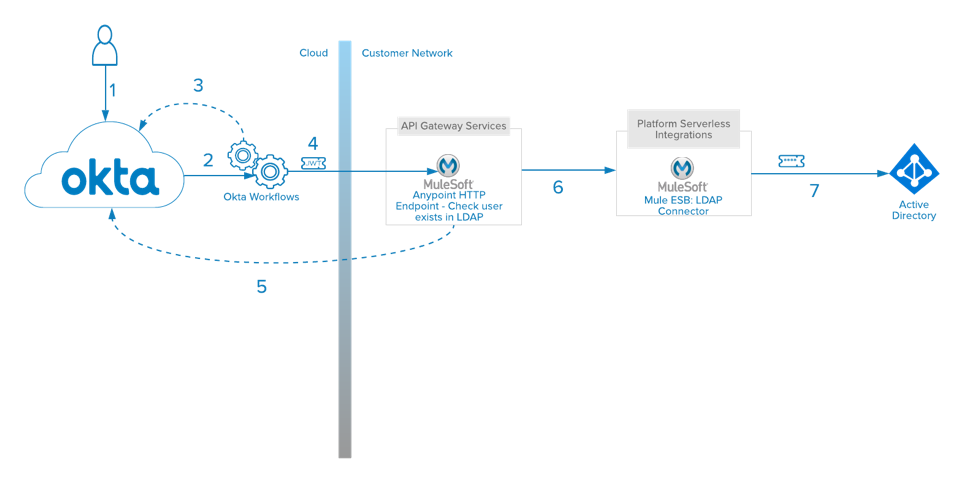 Cloud
Customer Network
1
3
API Gateway Services
Platform Serverless
Integrations
okta
2
4
JWT
Okta Workflows
MuleSoft
Anypoint HTTP
Endpoint - Check user
exists in LDAP
6
MuleSoft
Mule ESB: LDAP
Connector
****
7
Active
Directory
5